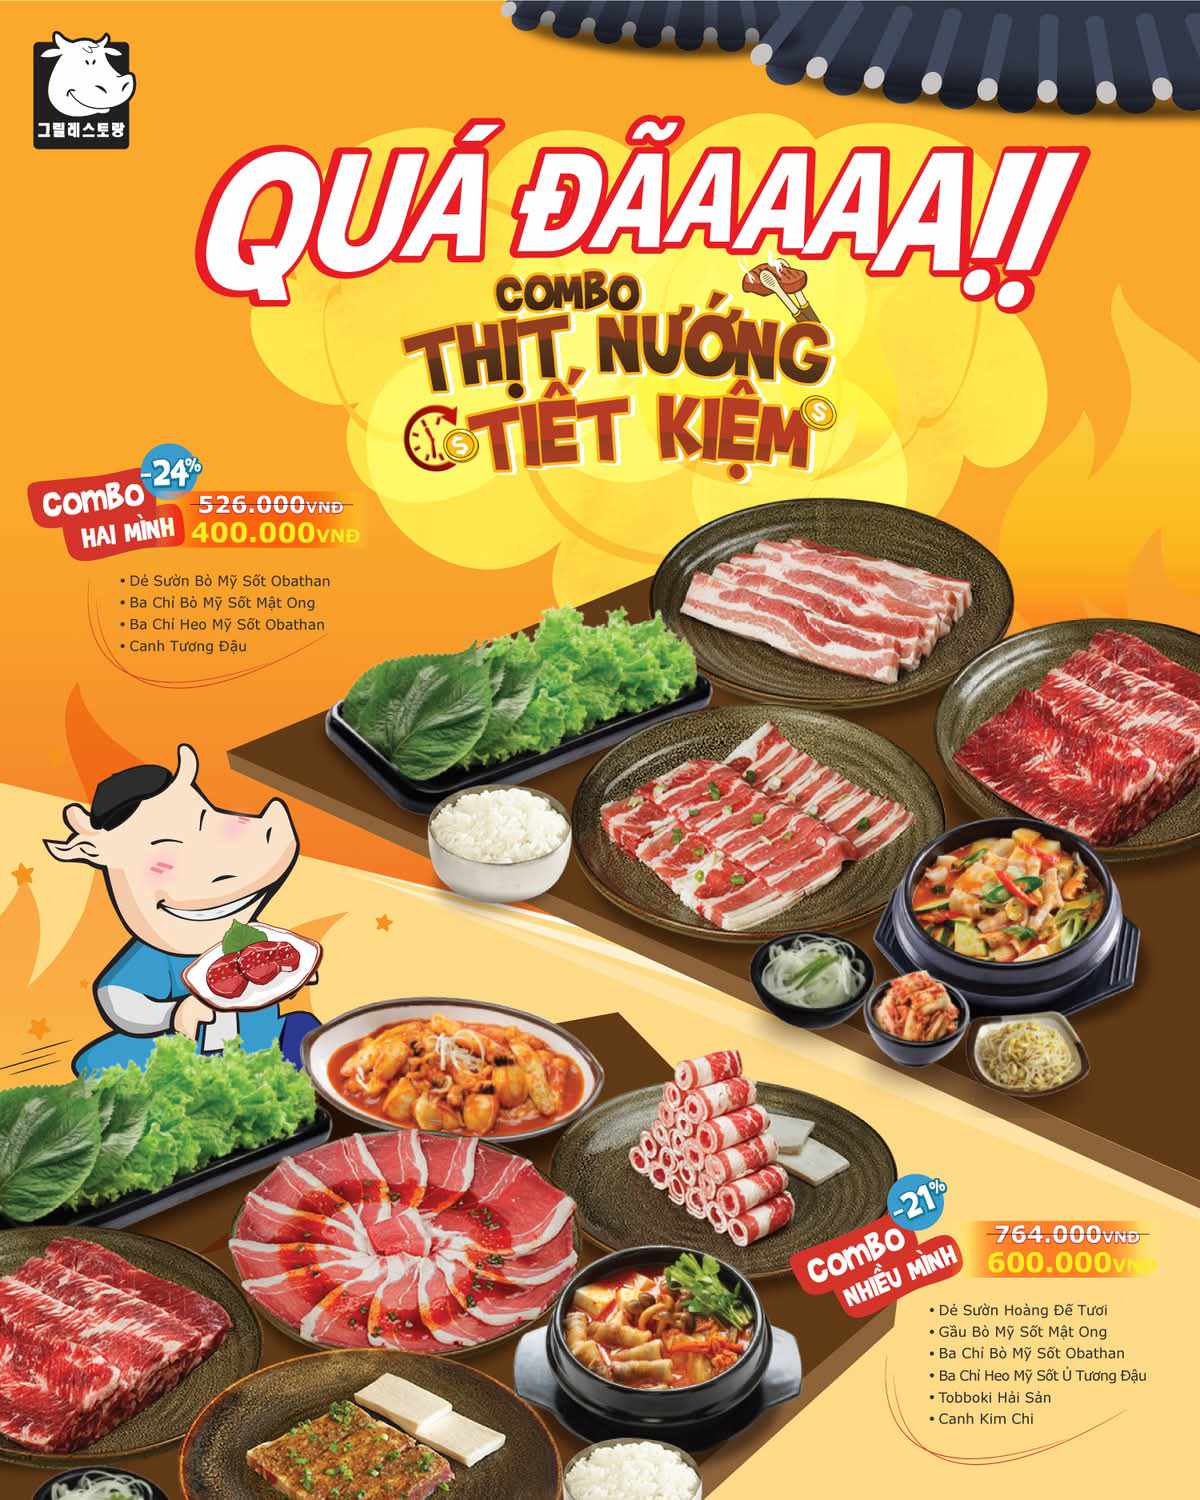 그릴레스토랑
QUÁ ĐÃAAAAẠ!!
COMBO
THỊT NƯỚNG
TIẾT KIỆM
-24%
COMBO
HAI MÌNH
526.000VNĐ
400.000VNĐ
• Dẻ Sườn Bò Mỹ Sốt Obathan
• Ba Chỉ Bò Mỹ Sốt Mật Ong
• Ba Chỉ Heo Mỹ Sốt Obathan
• Canh Tương Đậu
-21%
COMBO
NHIỀU MÌNH
764.000VNĐ
600.000VNĐ
• Dẻ Sườn Hoàng Đế Tươi
• Gầu Bò Mỹ Sốt Mật Ong
• Ba Chỉ Bò Mỹ Sốt Obathan
• Ba Chỉ Heo Mỹ Sốt Ủ Tương Đậu
• Tobboki Hải Sản
• Canh Kim Chi